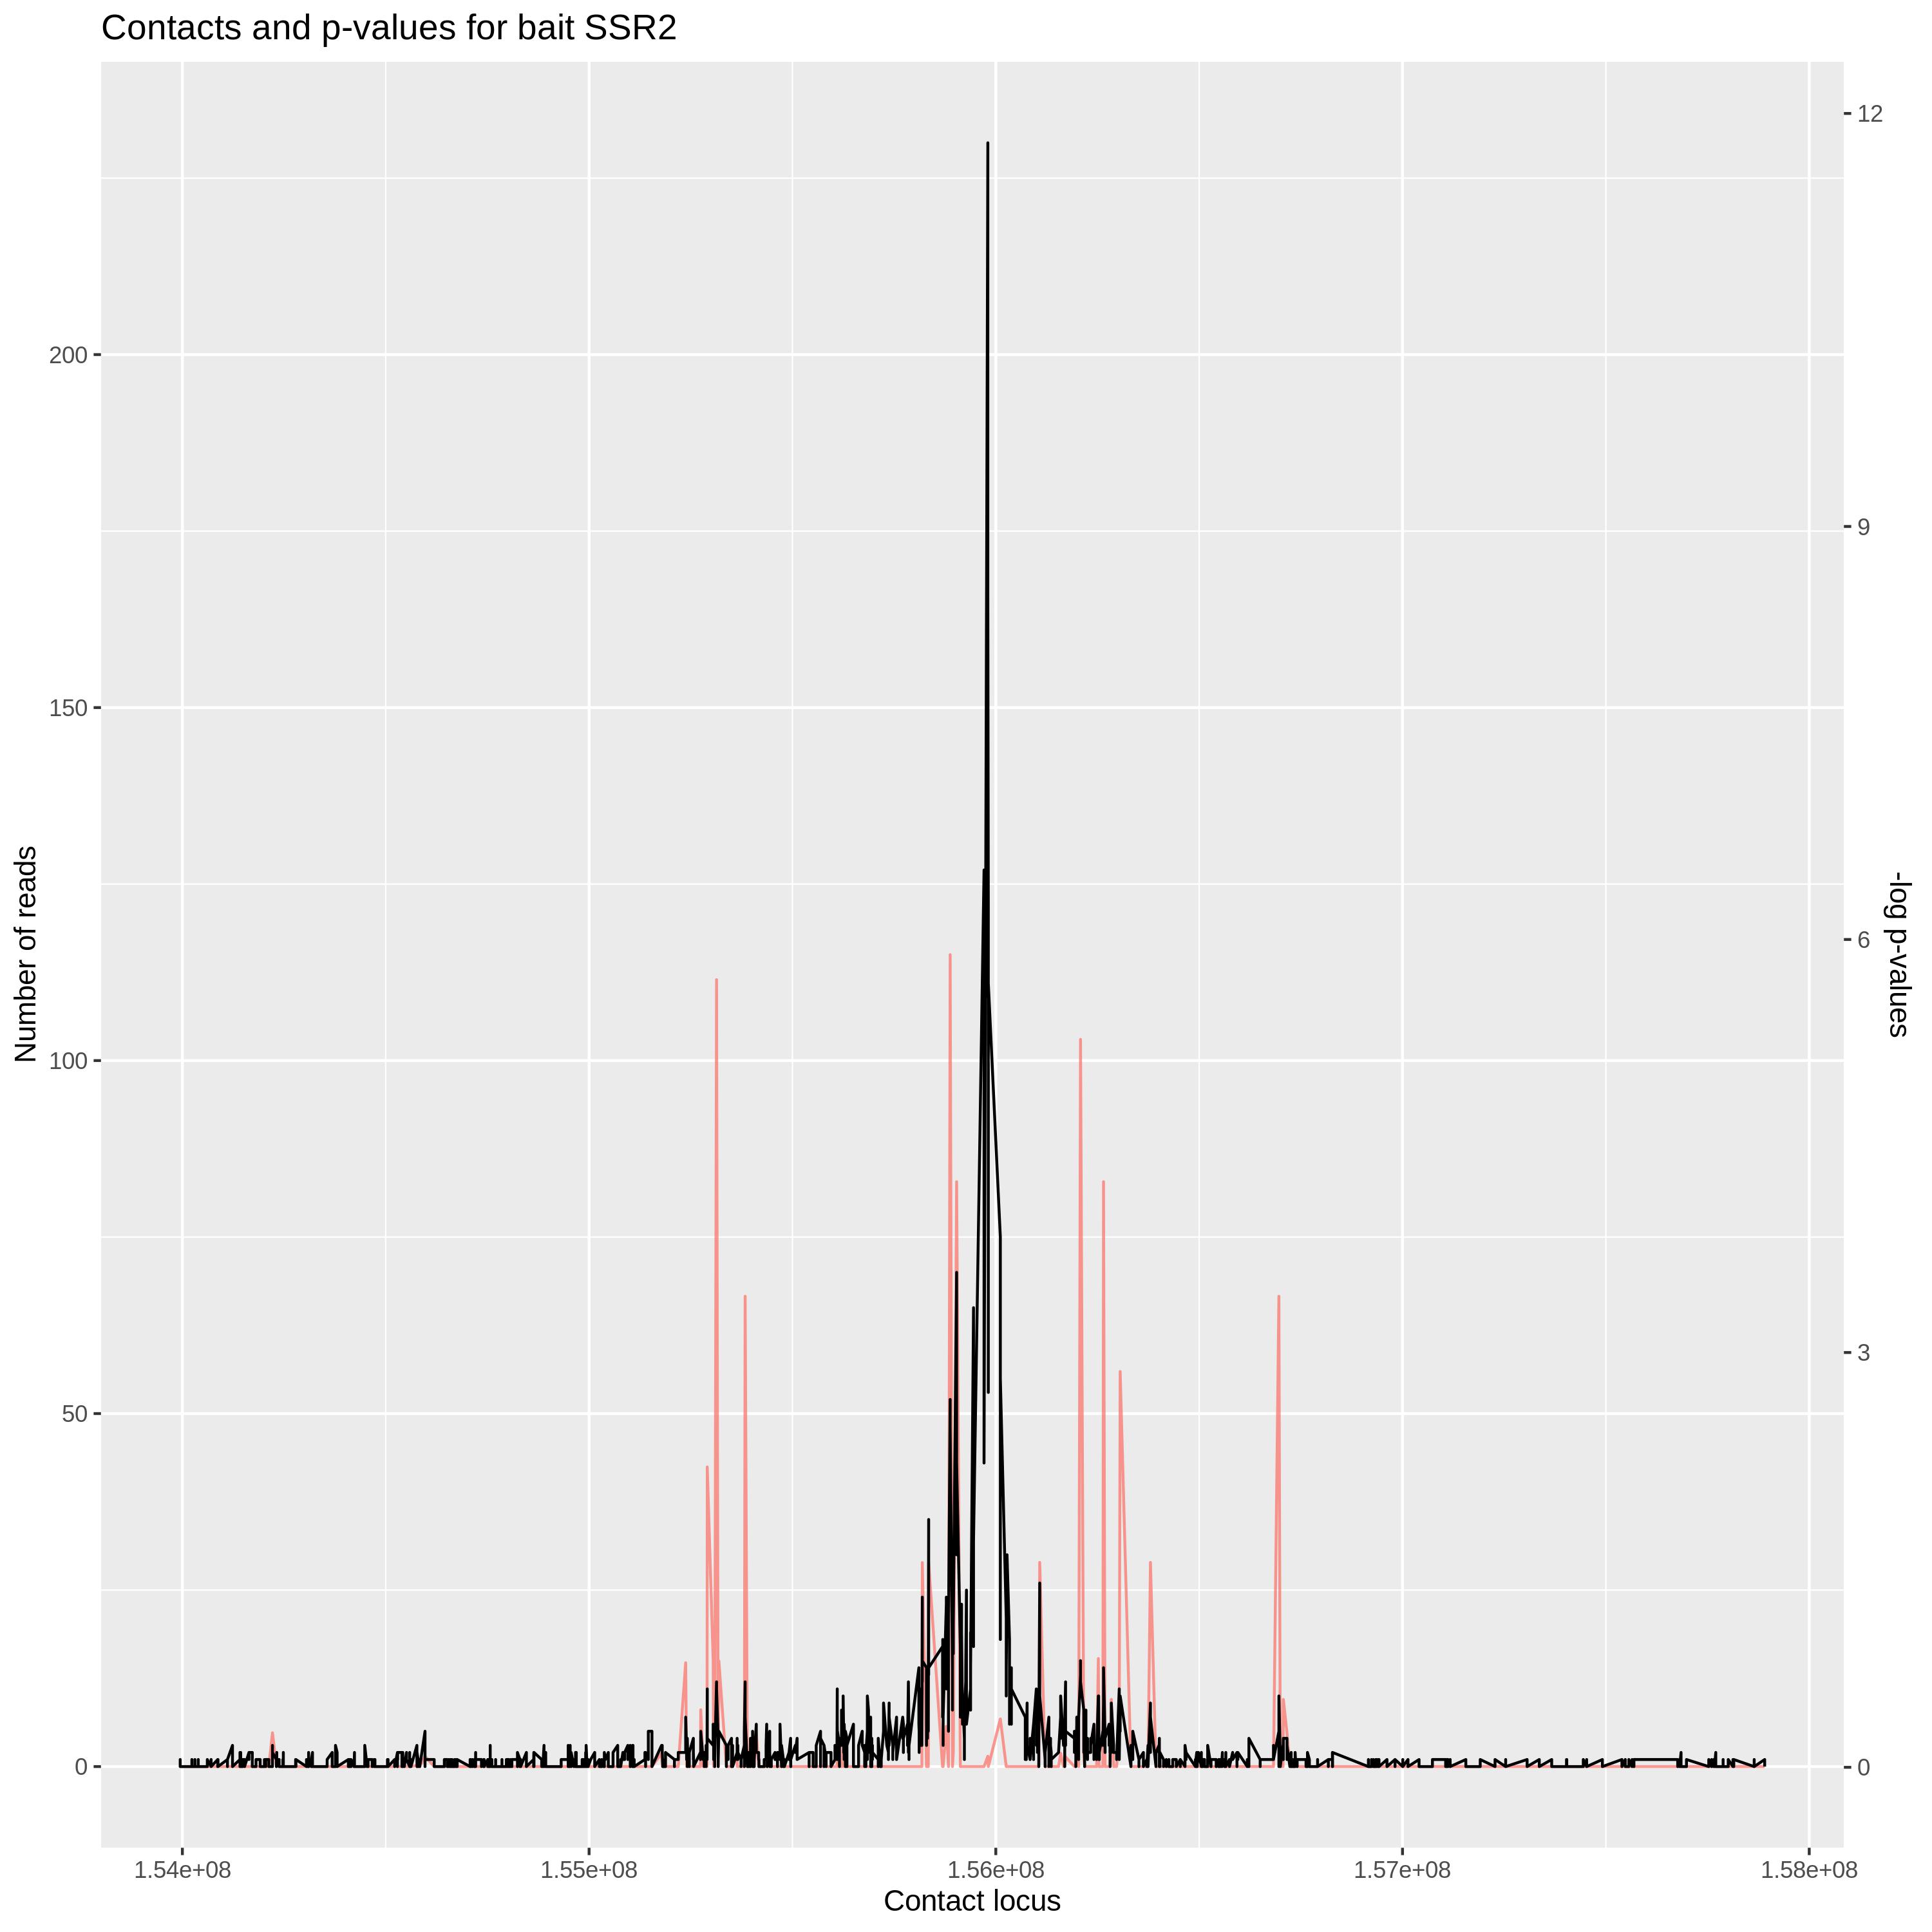 Contacts and p-values for bait SSR2
Number of reads
200
150
100
50
0
12
9
6
3
0
-log p-values
1.54e+08
1.55e+08
1.56e+08
1.57e+08
1.58e+08
Contact locus